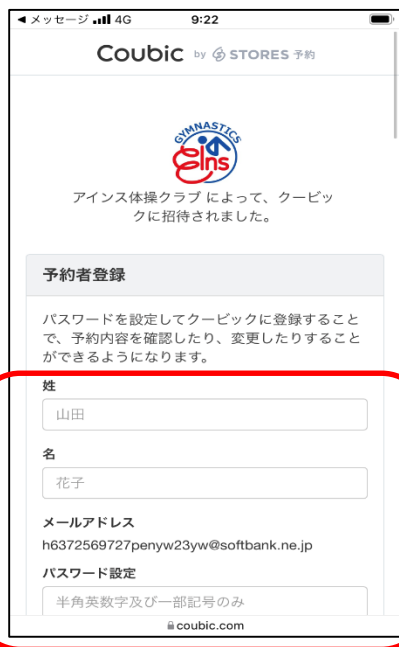 メッセージ 4G 9:22
Coubic by STORES 予約
GYMNASTICS
eins
アインス体操クラブ によって、クービッ
クに招待されました。
予約者登録
パスワードを設定してクービックに登録すること
で、予約内容を確認したり、変更したりすること
ができるようになります。
姓
山田
名
花子
メールアドレス
h6372569727penyw23yw@softbank.ne.jp
パスワード設定
半角英数字及び一部記号のみ
coubic.com